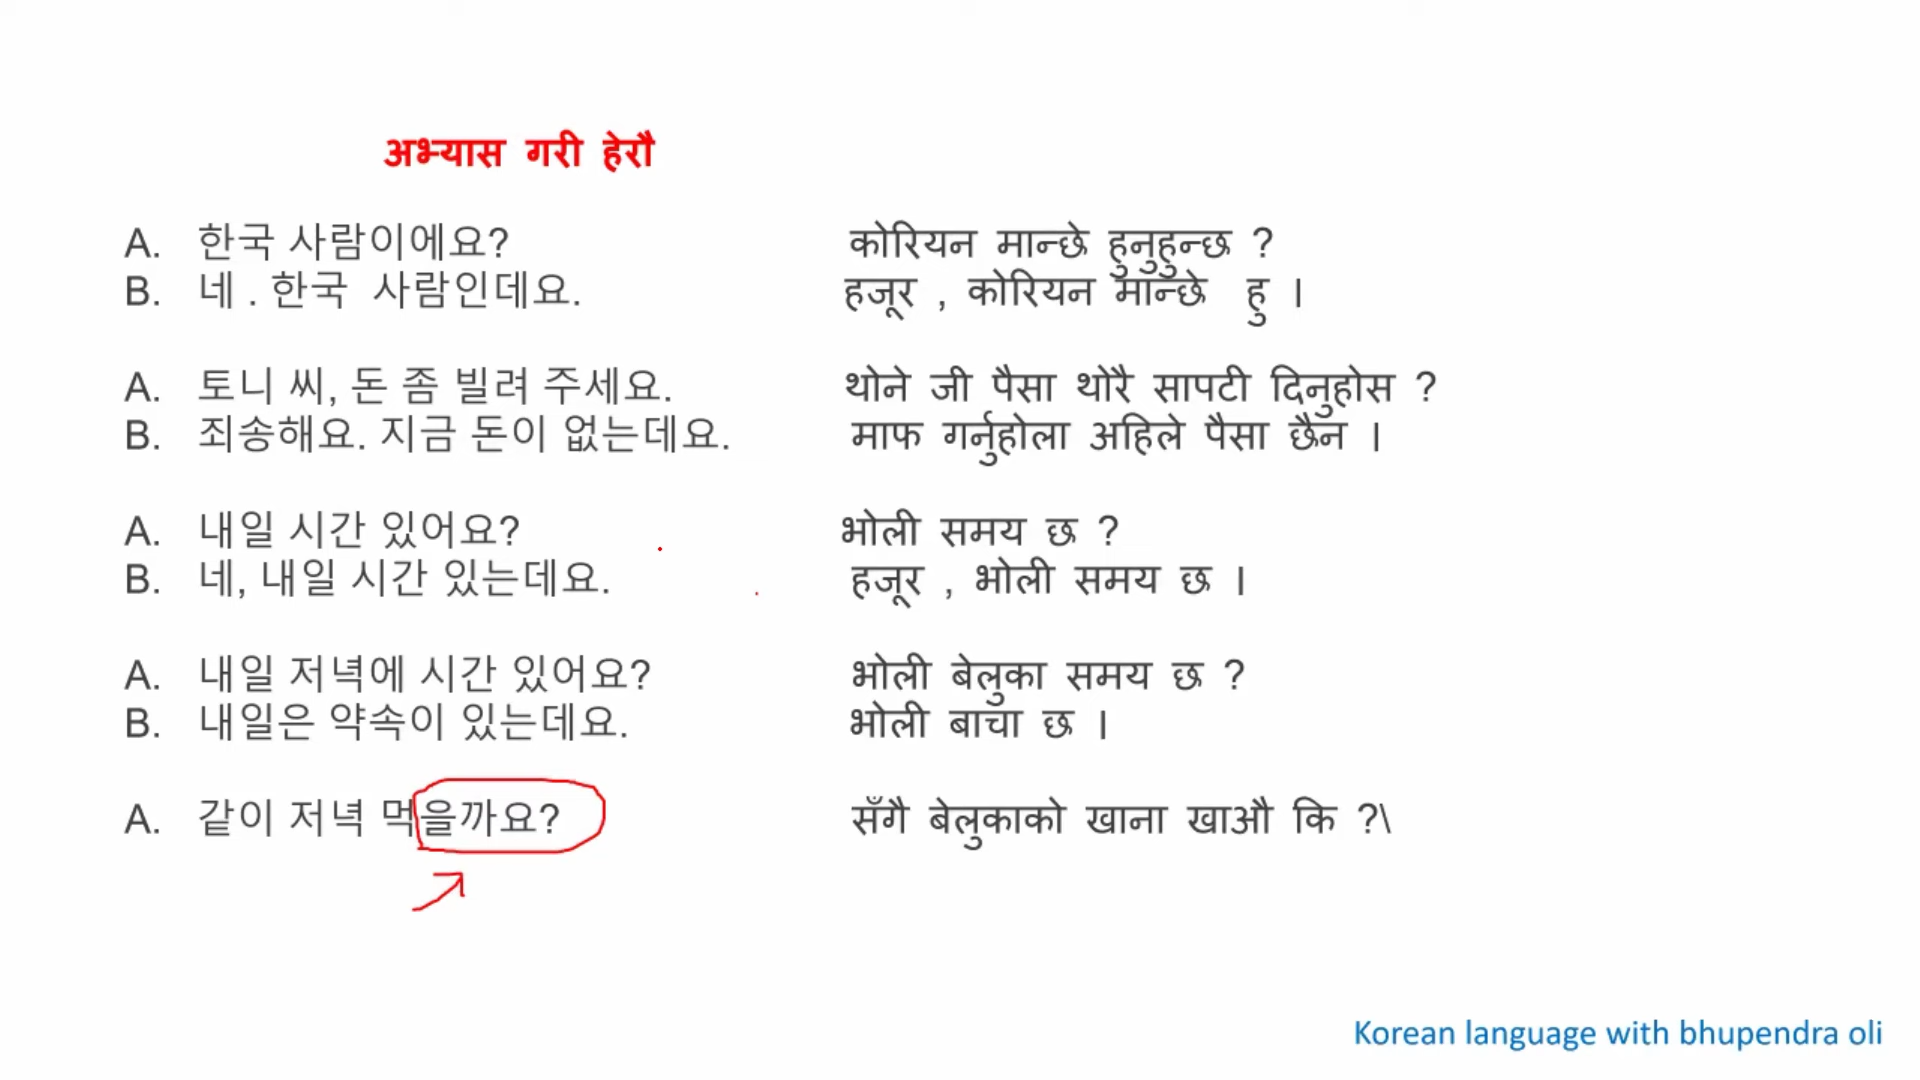 अभ्यास गरी हेरौ
A. 한국 사람이에요? कोरियन मान्छे हुनुहुन्छ ?
B. 네 . 한국 사람인데요. हजूर , कोरियन मान्छे हु ।
A. 토니 씨, 돈 좀 빌려 주세요. थोने जी पैसा थोरै सापटी दिनुहोस ?
B. 죄송해요. 지금 돈이 없는데요. माफ गर्नुहोला अहिले पैसा छैन ।
A. 내일 시간 있어요? भोली समय छ ?
B. 네, 내일 시간 있는데요. हजूर , भोली समय छ ।
A. 내일 저녁에 시간 있어요? भोली बेलुका समय छ ?
B. 내일은 약속이 있는데요. भोली बाचा छ ।
A. 같이 저녁 먹을까요? सँगै बेलुकाको खाना खाऔ कि ?\
Korean language with bhupendra oli